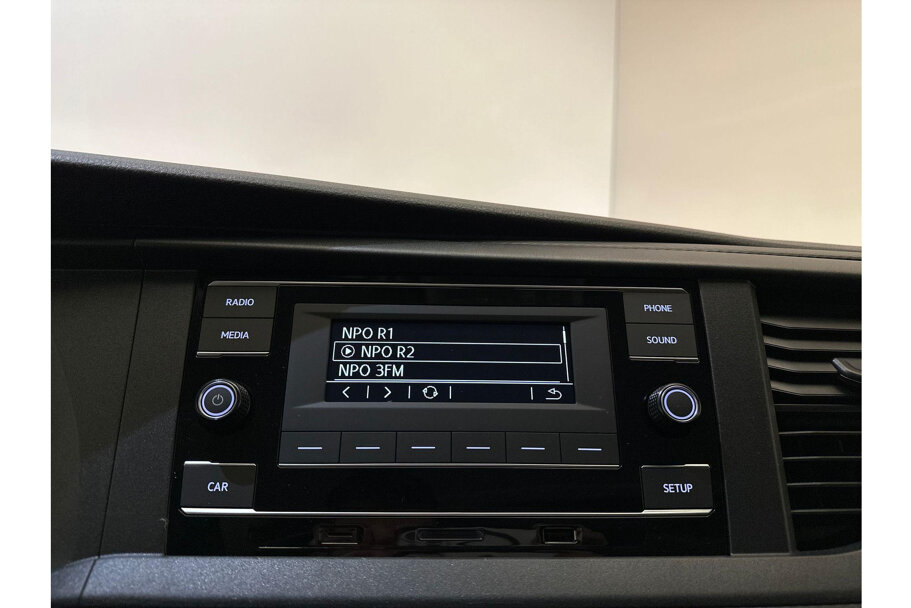 RADIO
MEDIA
NPO R1
NPO R2
NPO 3FM
PHONE
SOUND
CAR
SETUP